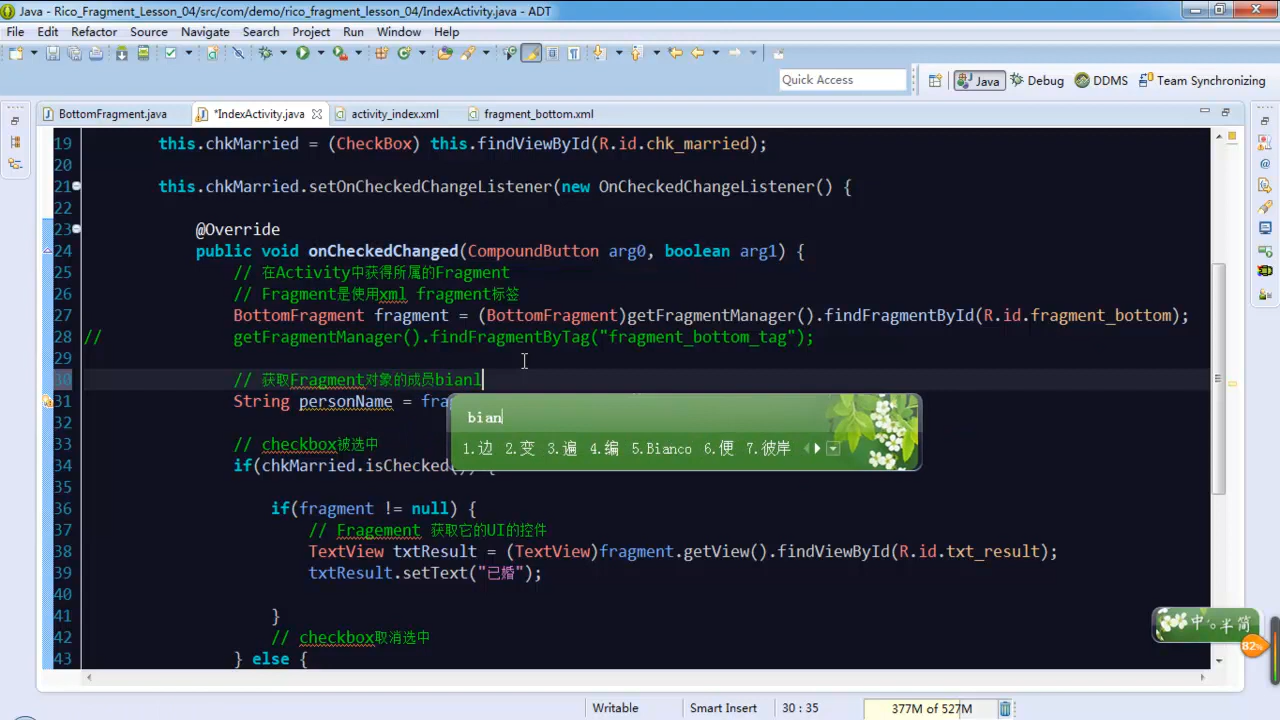 Java - Rico_Fragment_Lesson_04/src/com/demo/rico_fragment_lesson_04/IndexActivity.java - ADT
File Edit Refactor Source Navigate Search Project Run Window Help
Quick Access
Java Debug DDMS Team Synchronizing
BottomFragment.java *IndexActivity.java activity_index.xml fragment_bottom.xml
19 this.chkMarried = (CheckBox) this.findViewById(R.id.chk_married);
20
21 this.chkMarried.setOnCheckedChangeListener(new OnCheckedChangeListener() {
22
23 @Override
24 public void onCheckedChanged(CompoundButton arg0, boolean arg1) {
25 // 在Activity中获得所属的Fragment
26 // Fragment是使用xml fragment标签
27 BottomFragment fragment = (BottomFragment)getFragmentManager().findFragmentById(R.id.fragment_bottom);
28 // getFragmentManager().findFragmentByTag("fragment_bottom_tag");
29
30 // 获取Fragment对象的成员bianl
31 String personName = fra
bian
32
1.边 2.变 3.遍 4.编 5.Bianco 6.便 7.彼岸
33 // checkbox被选中
34 if(chkMarried.isChecked()) {
35
36 if(fragment != null) {
37 // Fragement 获取它的UI的控件
38 TextView txtResult = (TextView)fragment.getView().findViewById(R.id.txt_result);
39 txtResult.setText("已婚");
40
41 }
42 // checkbox取消选中
43 } else {
中 半 简
82%
Writable Smart Insert 30 : 35 377M of 527M